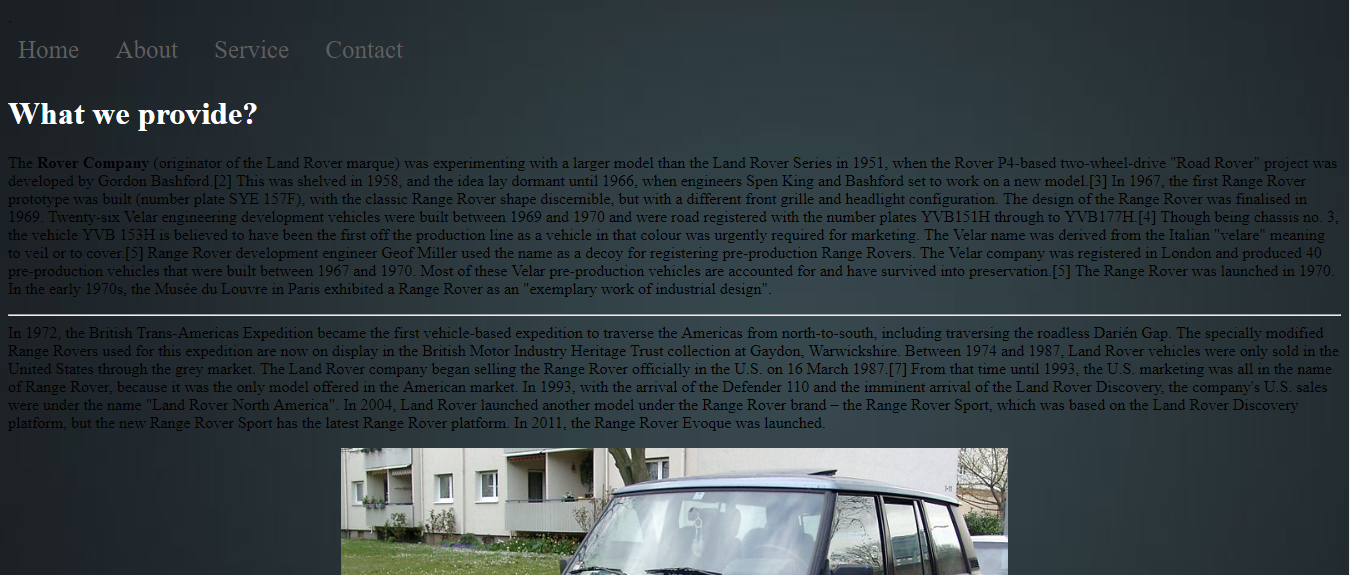 Home About Service Contact
What we provide?
The Rover Company (originator of the Land Rover marque) was experimenting with a larger model than the Land Rover Series in 1951, when the Rover P4-based two-wheel-drive "Road Rover" project was
developed by Gordon Bashford.[2] This was shelved in 1958, and the idea lay dormant until 1966, when engineers Spen King and Bashford set to work on a new model.[3] In 1967, the first Range Rover
prototype was built (number plate SYE 157F), with the classic Range Rover shape discernible, but with a different front grille and headlight configuration. The design of the Range Rover was finalised in
1969. Twenty-six Velar engineering development vehicles were built between 1969 and 1970 and were road registered with the number plates YVB151H through to YVB177H.[4] Though being chassis no. 3,
the vehicle YVB 153H is believed to have been the first off the production line as a vehicle in that colour was urgently required for marketing. The Velar name was derived from the Italian "velare" meaning
to veil or to cover.[5] Range Rover development engineer Geof Miller used the name as a decoy for registering pre-production Range Rovers. The Velar company was registered in London and produced 40
pre-production vehicles that were built between 1967 and 1970. Most of these Velar pre-production vehicles are accounted for and have survived into preservation.[5] The Range Rover was launched in 1970.
In the early 1970s, the Musée du Louvre in Paris exhibited a Range Rover as an "exemplary work of industrial design".
In 1972, the British Trans-Americas Expedition became the first vehicle-based expedition to traverse the Americas from north-to-south, including traversing the roadless Darién Gap. The specially modified
Range Rovers used for this expedition are now on display in the British Motor Industry Heritage Trust collection at Gaydon, Warwickshire. Between 1974 and 1987, Land Rover vehicles were only sold in the
United States through the grey market. The Land Rover company began selling the Range Rover officially in the U.S. on 16 March 1987.[7] From that time until 1993, the U.S. marketing was all in the name
of Range Rover, because it was the only model offered in the American market. In 1993, with the arrival of the Defender 110 and the imminent arrival of the Land Rover Discovery, the company's U.S. sales
were under the name "Land Rover North America". In 2004, Land Rover launched another model under the Range Rover brand – the Range Rover Sport, which was based on the Land Rover Discovery
platform, but the new Range Rover Sport has the latest Range Rover platform. In 2011, the Range Rover Evoque was launched.